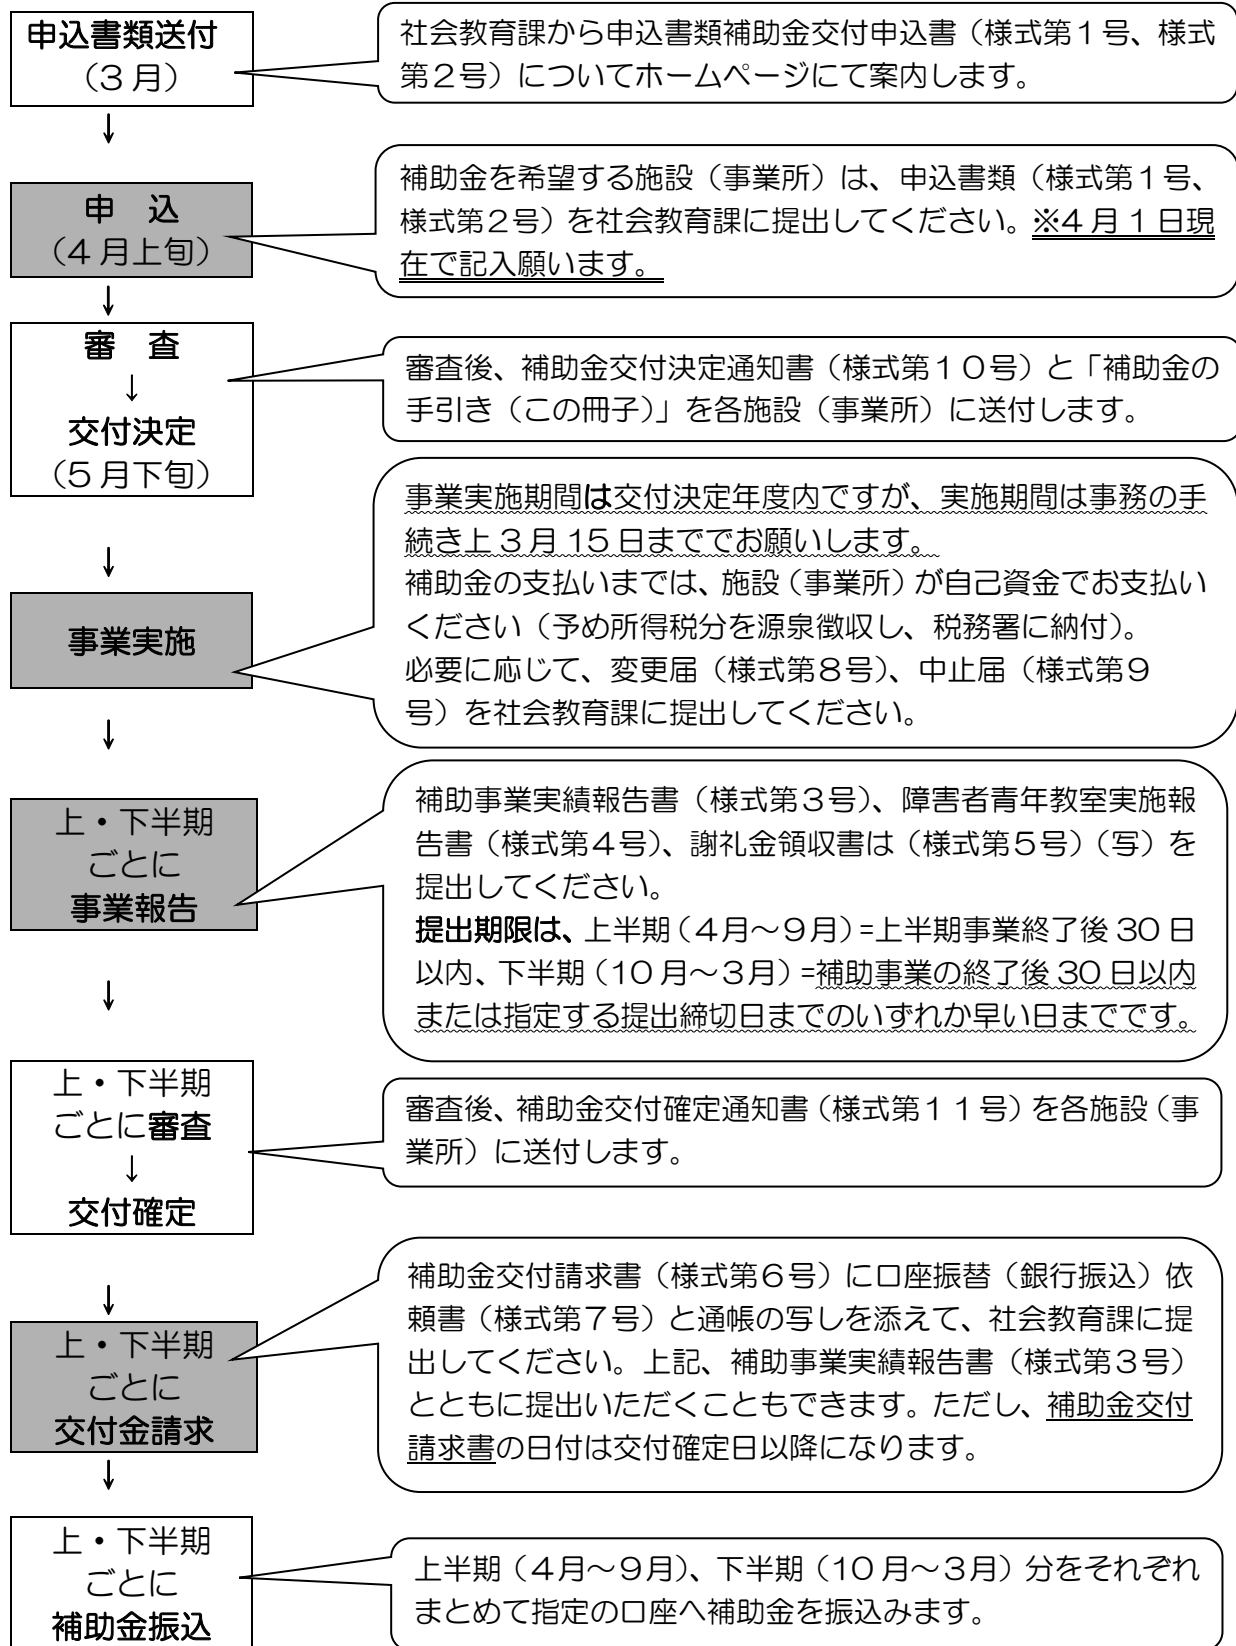 申込書類送付
（３月）
社会教育課から申込書類補助金交付申込書（様式第１号、様式
第２号）についてホームページにて案内します。
↓
申　込
（４月上旬）
補助金を希望する施設（事業所）は、申込書類（様式第１号、
様式第２号）を社会教育課に提出してください。※４月１日現
在で記入願います。
↓
審　査
↓
交付決定
（５月下旬）
審査後、補助金交付決定通知書（様式第１０号）と「補助金の
手引き（この冊子）」を各施設（事業所）に送付します。
↓
事業実施
事業実施期間は交付決定年度内ですが、実施期間は事務の手
続き上３月15日まででお願いします。
補助金の支払いまでは、施設（事業所）が自己資金でお支払い
ください（予め所得税分を源泉徴収し、税務署に納付）。
必要に応じて、変更届（様式第８号）、中止届（様式第９
号）を社会教育課に提出してください。
↓
上・下半期
ごとに
事業報告
補助事業実績報告書（様式第３号）、障害者青年教室実施報
告書（様式第４号）、謝礼金領収書は（様式第５号）（写）を
提出してください。
提出期限は、上半期（４月～９月）=上半期事業終了後30日
以内、下半期（10月～３月）=補助事業の終了後30日以内
または指定する提出締切日までのいずれか早い日までです。
↓
上・下半期
ごとに審査
↓
交付確定
審査後、補助金交付確定通知書（様式第１１号）を各施設（事
業所）に送付します。
↓
上・下半期
ごとに
交付金請求
補助金交付請求書（様式第６号）に口座振替（銀行振込）依
頼書（様式第７号）と通帳の写しを添えて、社会教育課に提
出してください。上記、補助事業実績報告書（様式第３号）
とともに提出いただくこともできます。ただし、補助金交付
請求書の日付は交付確定日以降になります。
↓
上・下半期
ごとに
補助金振込
上半期（４月～９月）、下半期（10月～３月）分をそれぞれ
まとめて指定の口座へ補助金を振込みます。